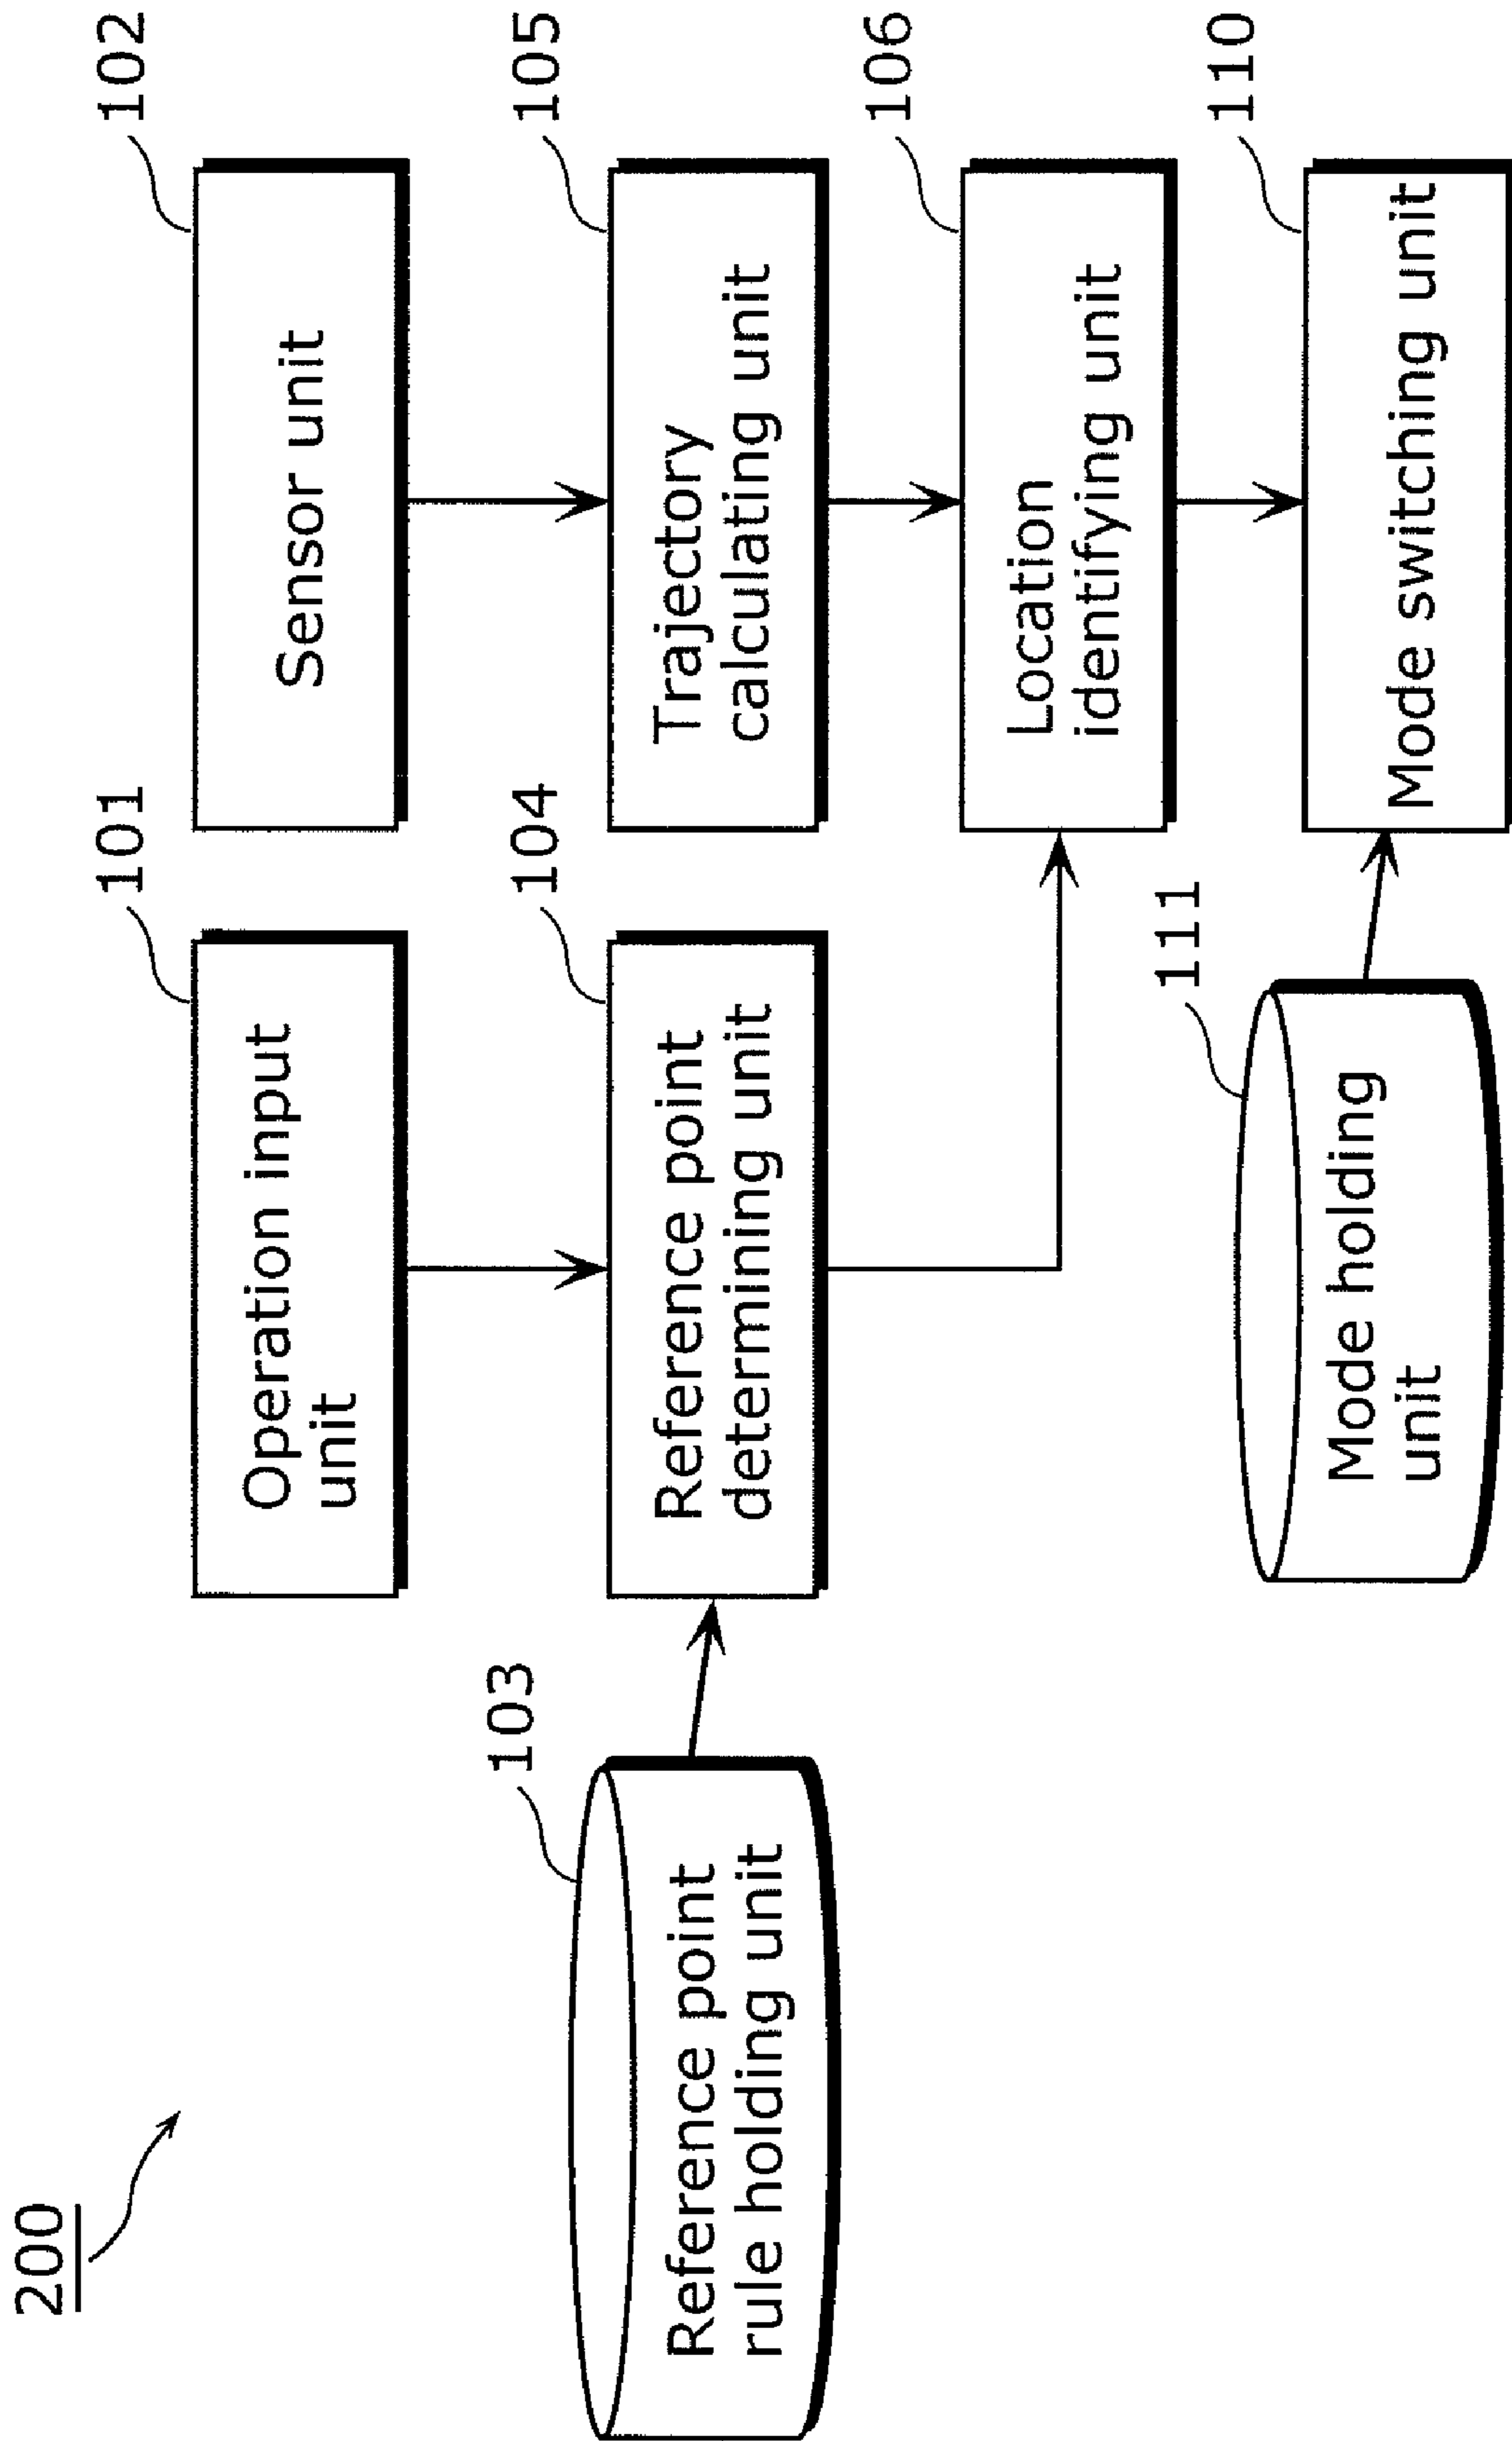 200
101
Operation input
unit
102
Sensor unit
103
Reference point
rule holding unit
104
Reference point
determining unit
105
Trajectory
calculating unit
106
Location
identifying unit
111
Mode holding
unit
110
Mode switching unit